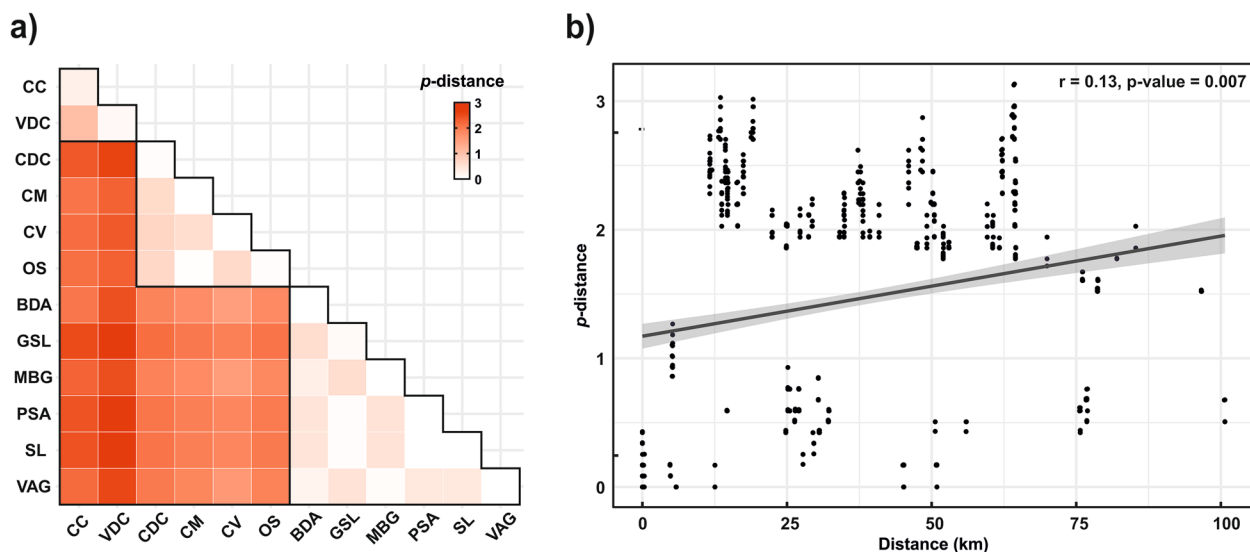 a)
p-distance
3
2
1
0
CC
VDC
CDC
CM
CV
OS
BDA
GSL
MBG
PSA
SL
VAG
CC VDC CDC CM CV OS BDA GSL MBG PSA SL VAG
b)
r = 0.13, p-value = 0.007
p-distance
3
2
1
0
0 25 50 75 100
Distance (km)